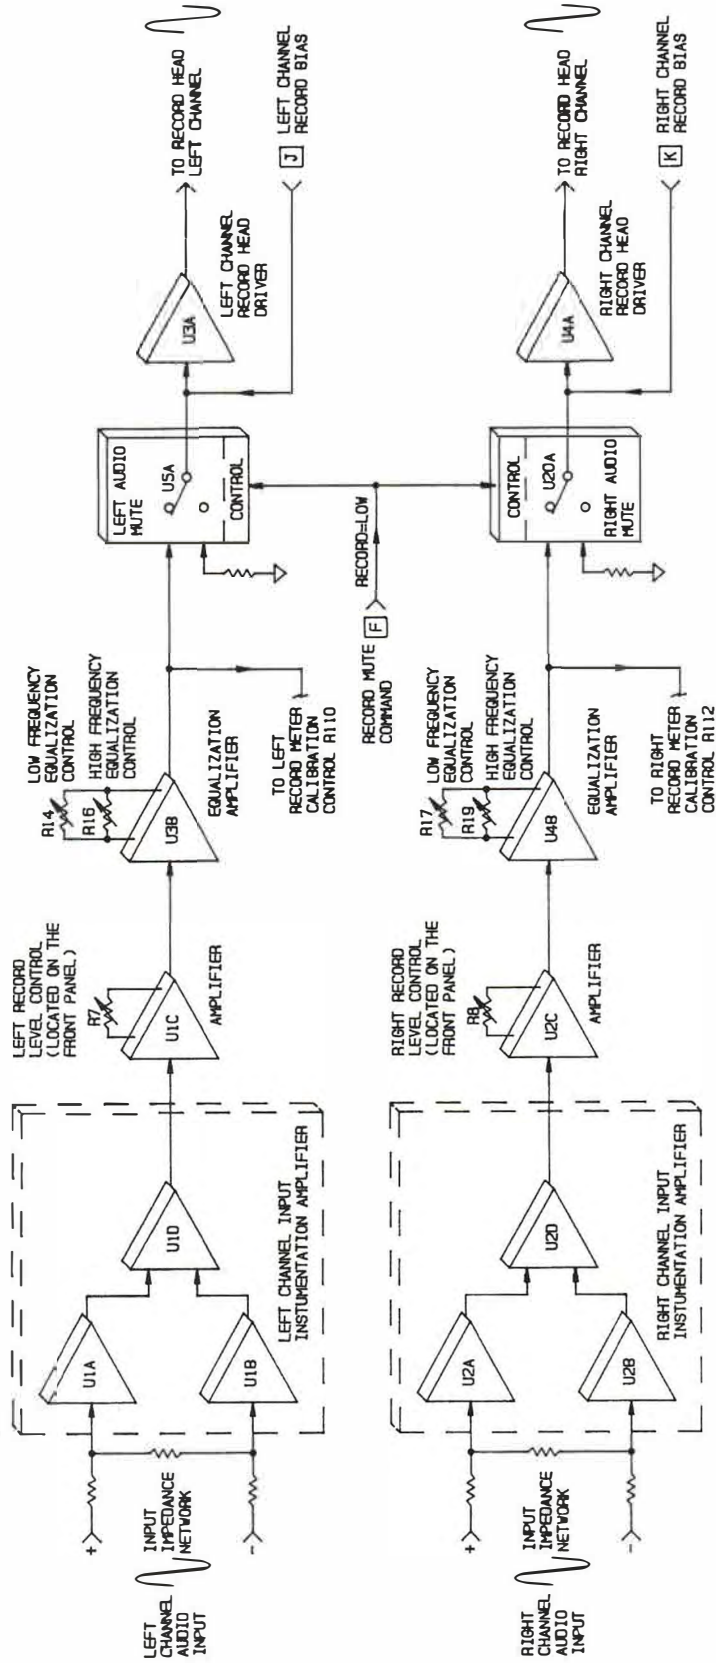 LEFT
CHANNEL
AUDIO
INPUT
+
INPUT
IMPEDANCE
NETWORK
-
U1A
U1B
U1D
LEFT CHANNEL INPUT
INSTUMENTATION AMPLIFIER
LEFT RECORD
LEVEL CONTROL
(LOCATED ON THE
FRONT PANEL)
R7
U1C
AMPLIFIER
LOW FREQUENCY
EQUALIZATION
CONTROL
HIGH FREQUENCY
EQUALIZATION
CONTROL
R14
R16
U3B
EQUALIZATION
AMPLIFIER
TO LEFT
RECORD METER
CALIBRATION
CONTROL R110
LEFT AUDIO
MUTE
U5A
CONTROL
U3A
LEFT CHANNEL
RECORD HEAD
DRIVER
TO RECORD HEAD
LEFT CHANNEL
J LEFT CHANNEL
RECORD BIAS
RECORD MUTE
COMMAND
F
RECORD=LOW
RIGHT
CHANNEL
AUDIO
INPUT
+
INPUT
IMPEDANCE
NETWORK
-
U2A
U2B
U2D
RIGHT CHANNEL INPUT
INSTUMENTATION AMPLIFIER
RIGHT RECORD
LEVEL CONTROL
(LOCATED ON THE
FRONT PANEL)
R8
U2C
AMPLIFIER
LOW FREQUENCY
EQUALIZATION
CONTROL
HIGH FREQUENCY
EQUALIZATION
CONTROL
R17
R19
U4B
EQUALIZATION
AMPLIFIER
TO RIGHT
RECORD METER
CALIBRATION
CONTROL R112
CONTROL
U20A
RIGHT AUDIO
MUTE
U4A
RIGHT CHANNEL
RECORD HEAD
DRIVER
TO RECORD HEAD
RIGHT CHANNEL
K RIGHT CHANNEL
RECORD BIAS